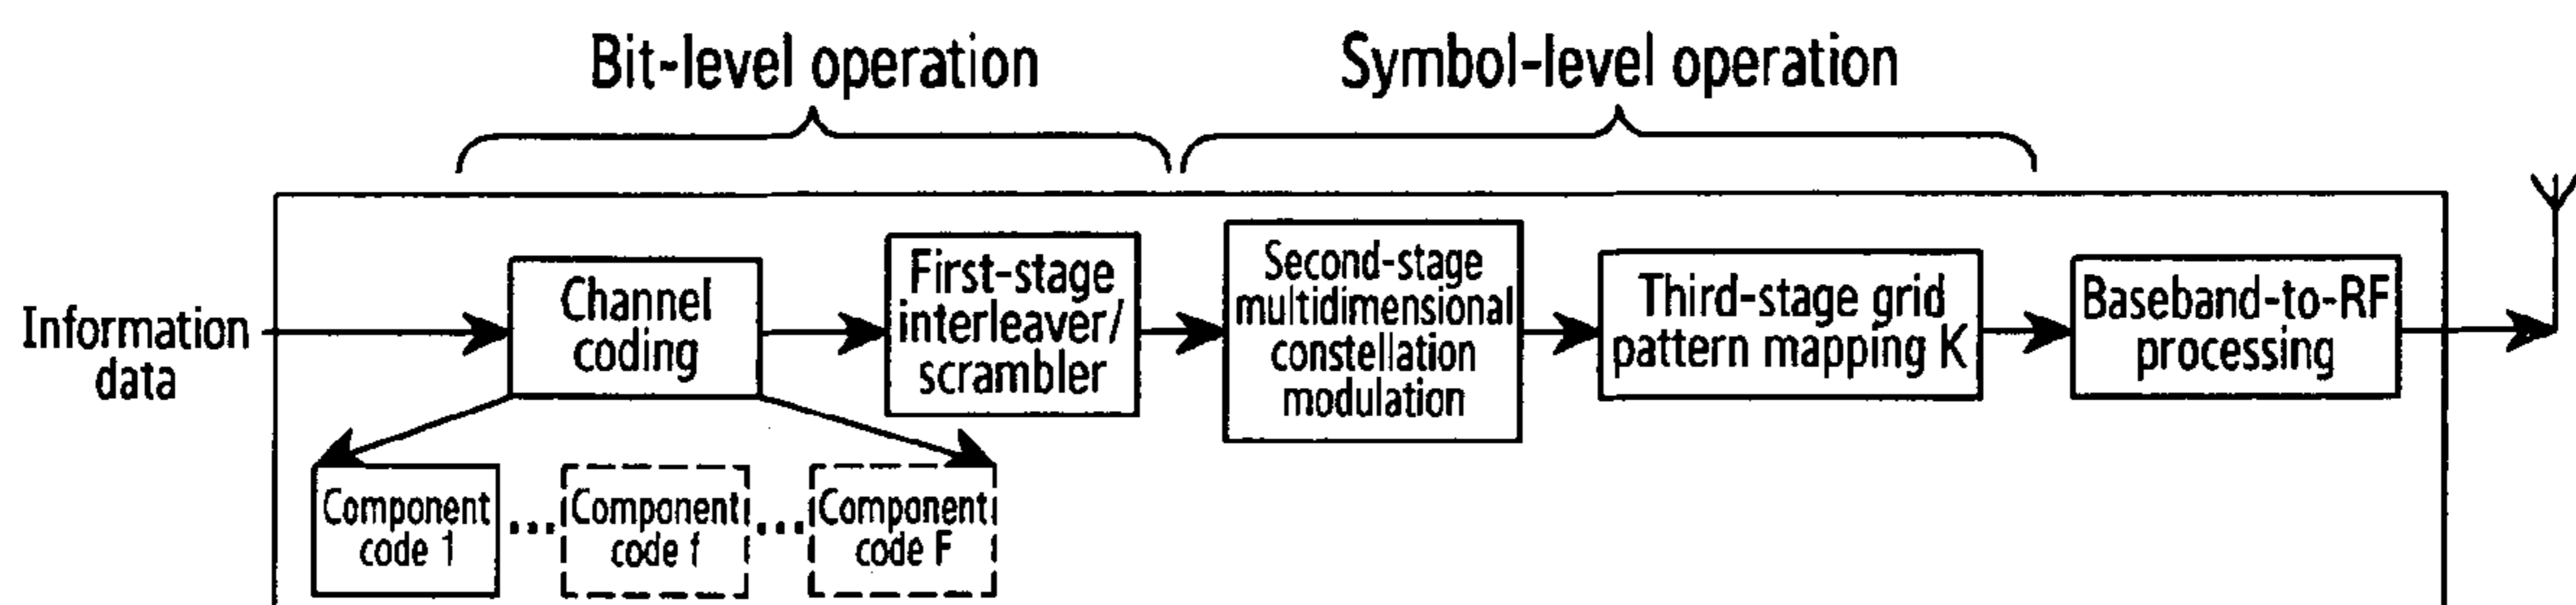 Bit-level operation
Symbol-level operation
Information
data
Channel
coding
First-stage
interleaver/
scrambler
Second-stage
multidimensional
constellation
modulation
Third-stage grid
pattern mapping K
Baseband-to-RF
processing
Component
code 1
...
Component
code f
...
Component
code F